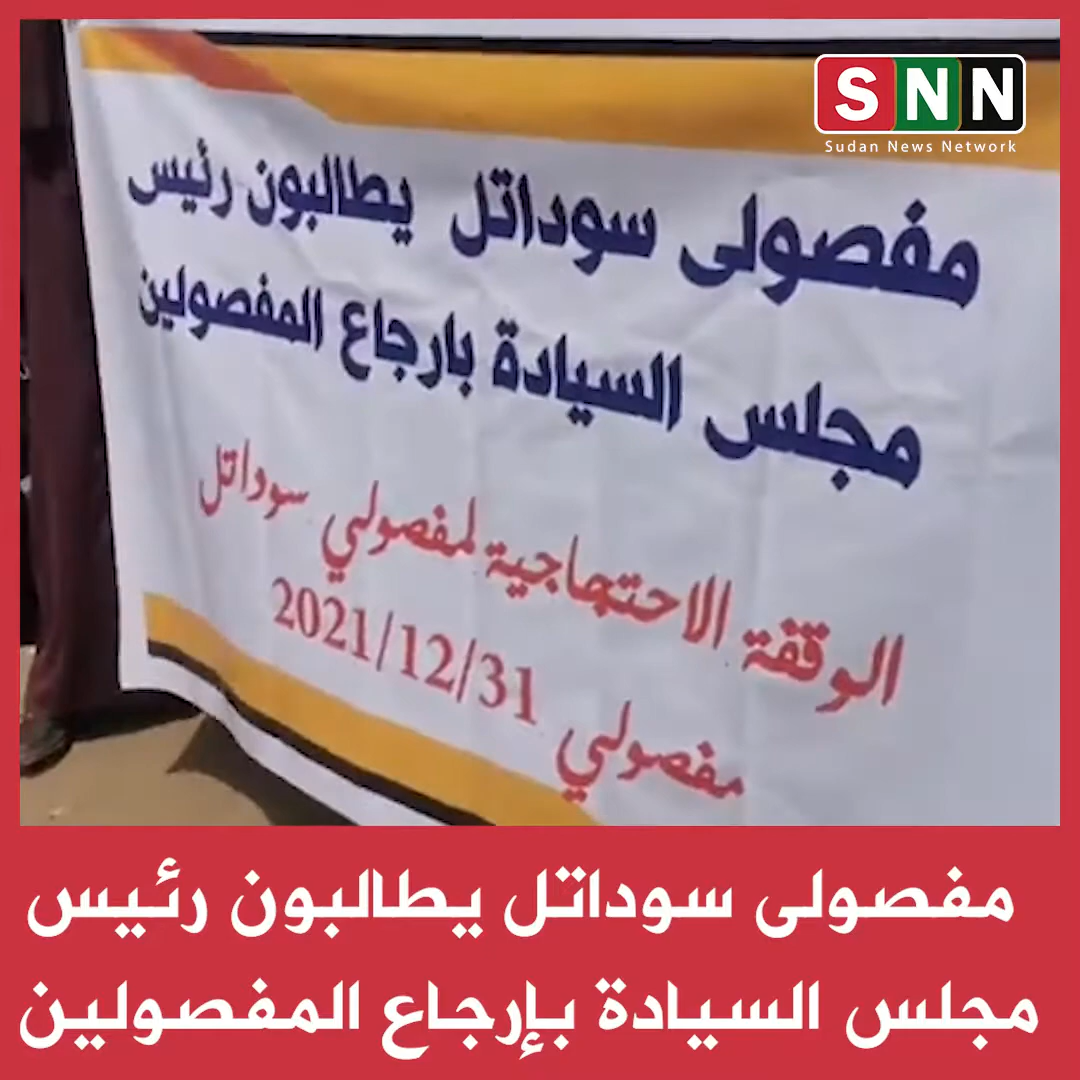 SNN
Sudan News Network
مفصولى سوداتل يطالبون رئيس
مجلس السيادة بارجاع المفصولين
الوقفة الاحتجاجية لمفصولي سوداتل
مفصولي 2021/12/31
مفصولى سوداتل يطالبون رئيس
مجلس السيادة بإرجاع المفصولين